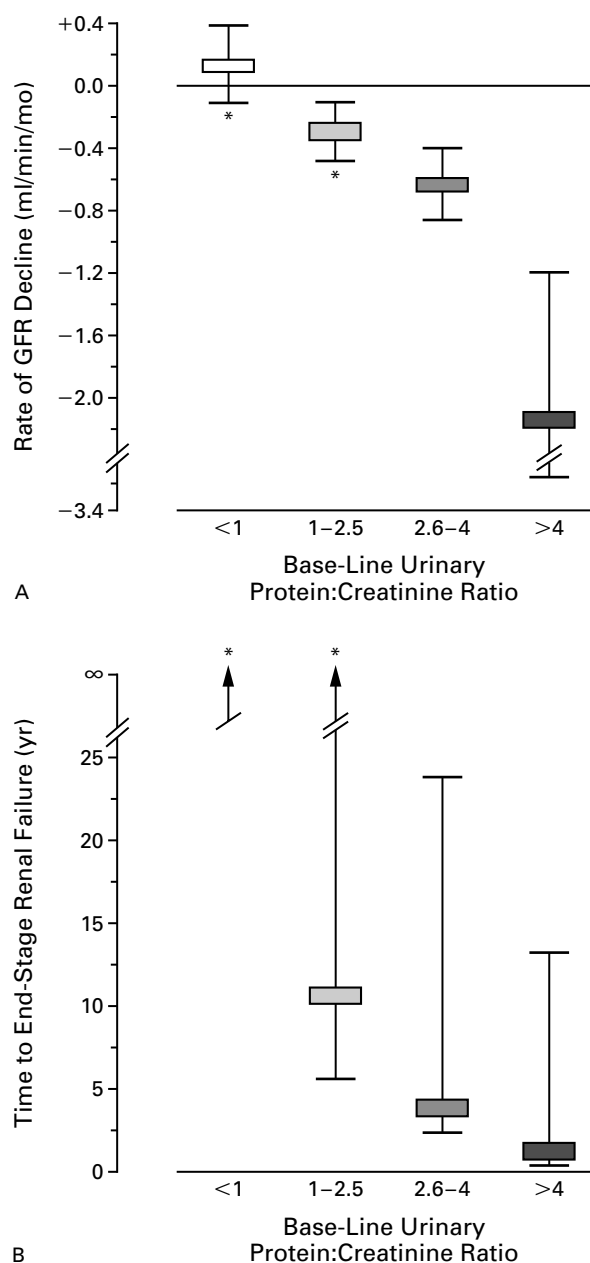 +0.4
0.0
−0.4
−0.8
−1.2
−1.6
−2.0
−3.4
Rate of GFR Decline (ml/min/mo)
*
*
<1 1–2.5 2.6–4 >4
Base-Line Urinary
Protein:Creatinine Ratio
A
* *
∞
25
20
15
10
5
0
Time to End-Stage Renal Failure (yr)
<1 1–2.5 2.6–4 >4
Base-Line Urinary
Protein:Creatinine Ratio
B